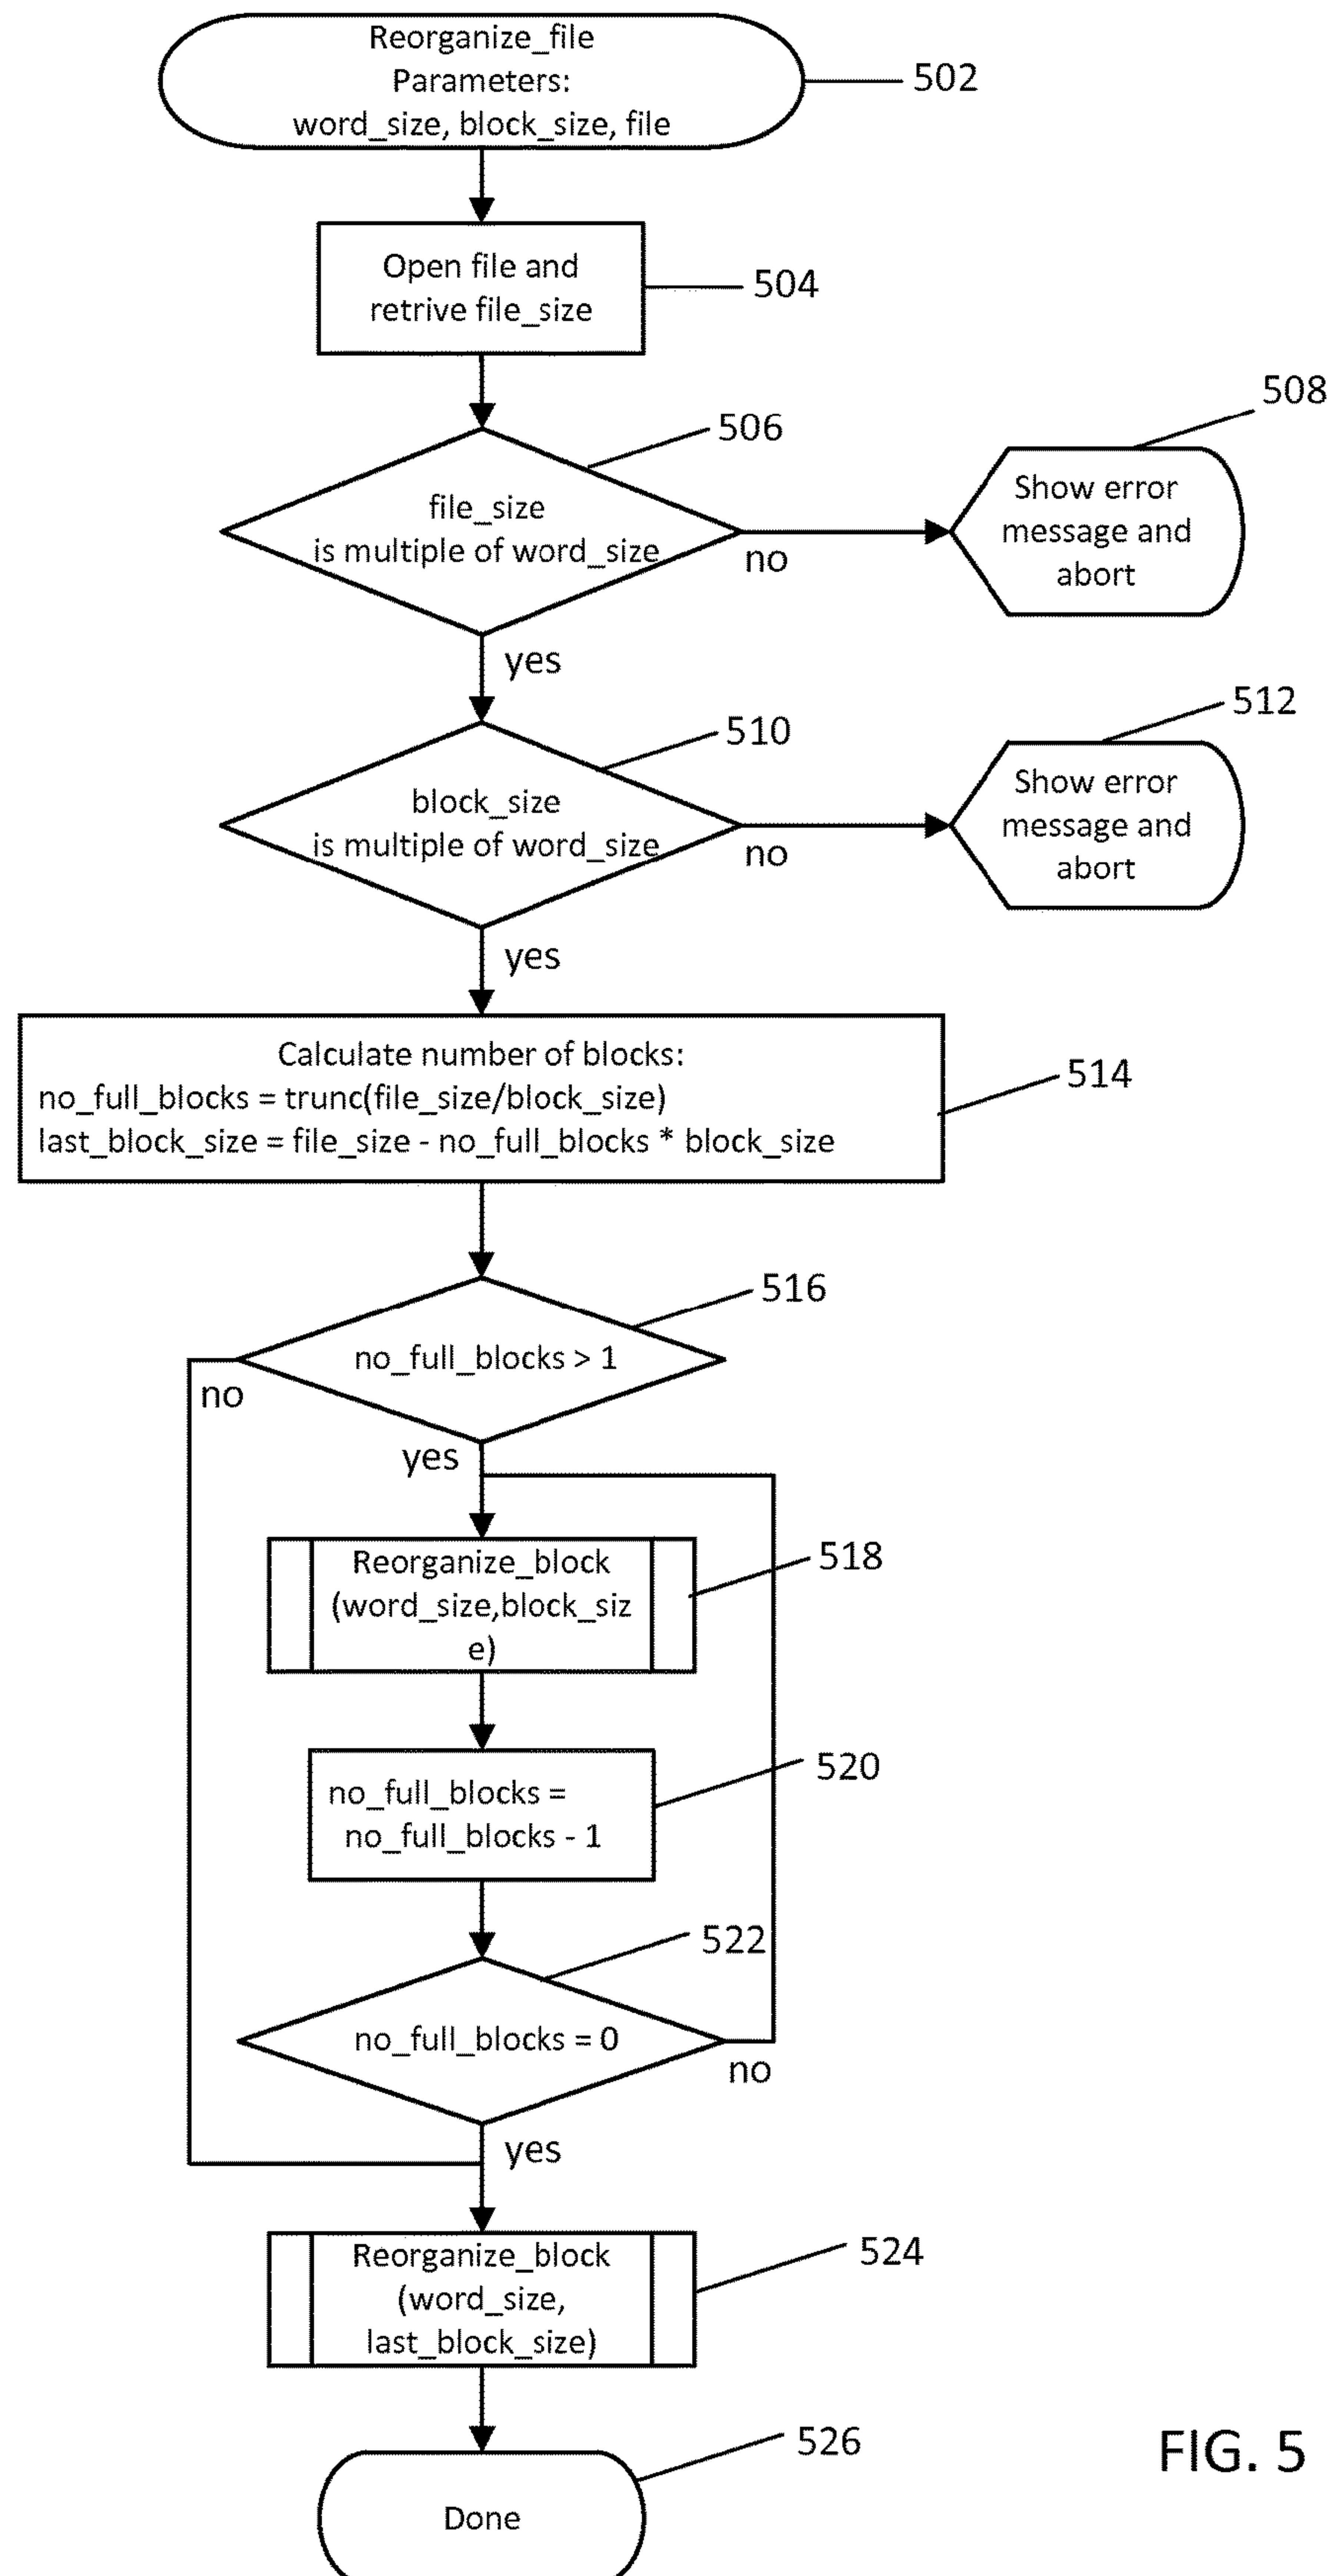 Reorganize_file
Parameters:
word_size, block_size, file
502
Open file and
retrive file_size
504
506
508
file_size
is multiple of word_size
no
Show error
message and
abort
yes
510
512
block_size
is multiple of word_size
no
Show error
message and
abort
yes
Calculate number of blocks:
no_full_blocks = trunc(file_size/block_size)
last_block_size = file_size - no_full_blocks * block_size
514
516
no_full_blocks > 1
no
yes
Reorganize_block
(word_size,block_siz
e)
518
no_full_blocks =
no_full_blocks - 1
520
522
no_full_blocks = 0
no
yes
Reorganize_block
(word_size,
last_block_size)
524
526
Done
FIG. 5